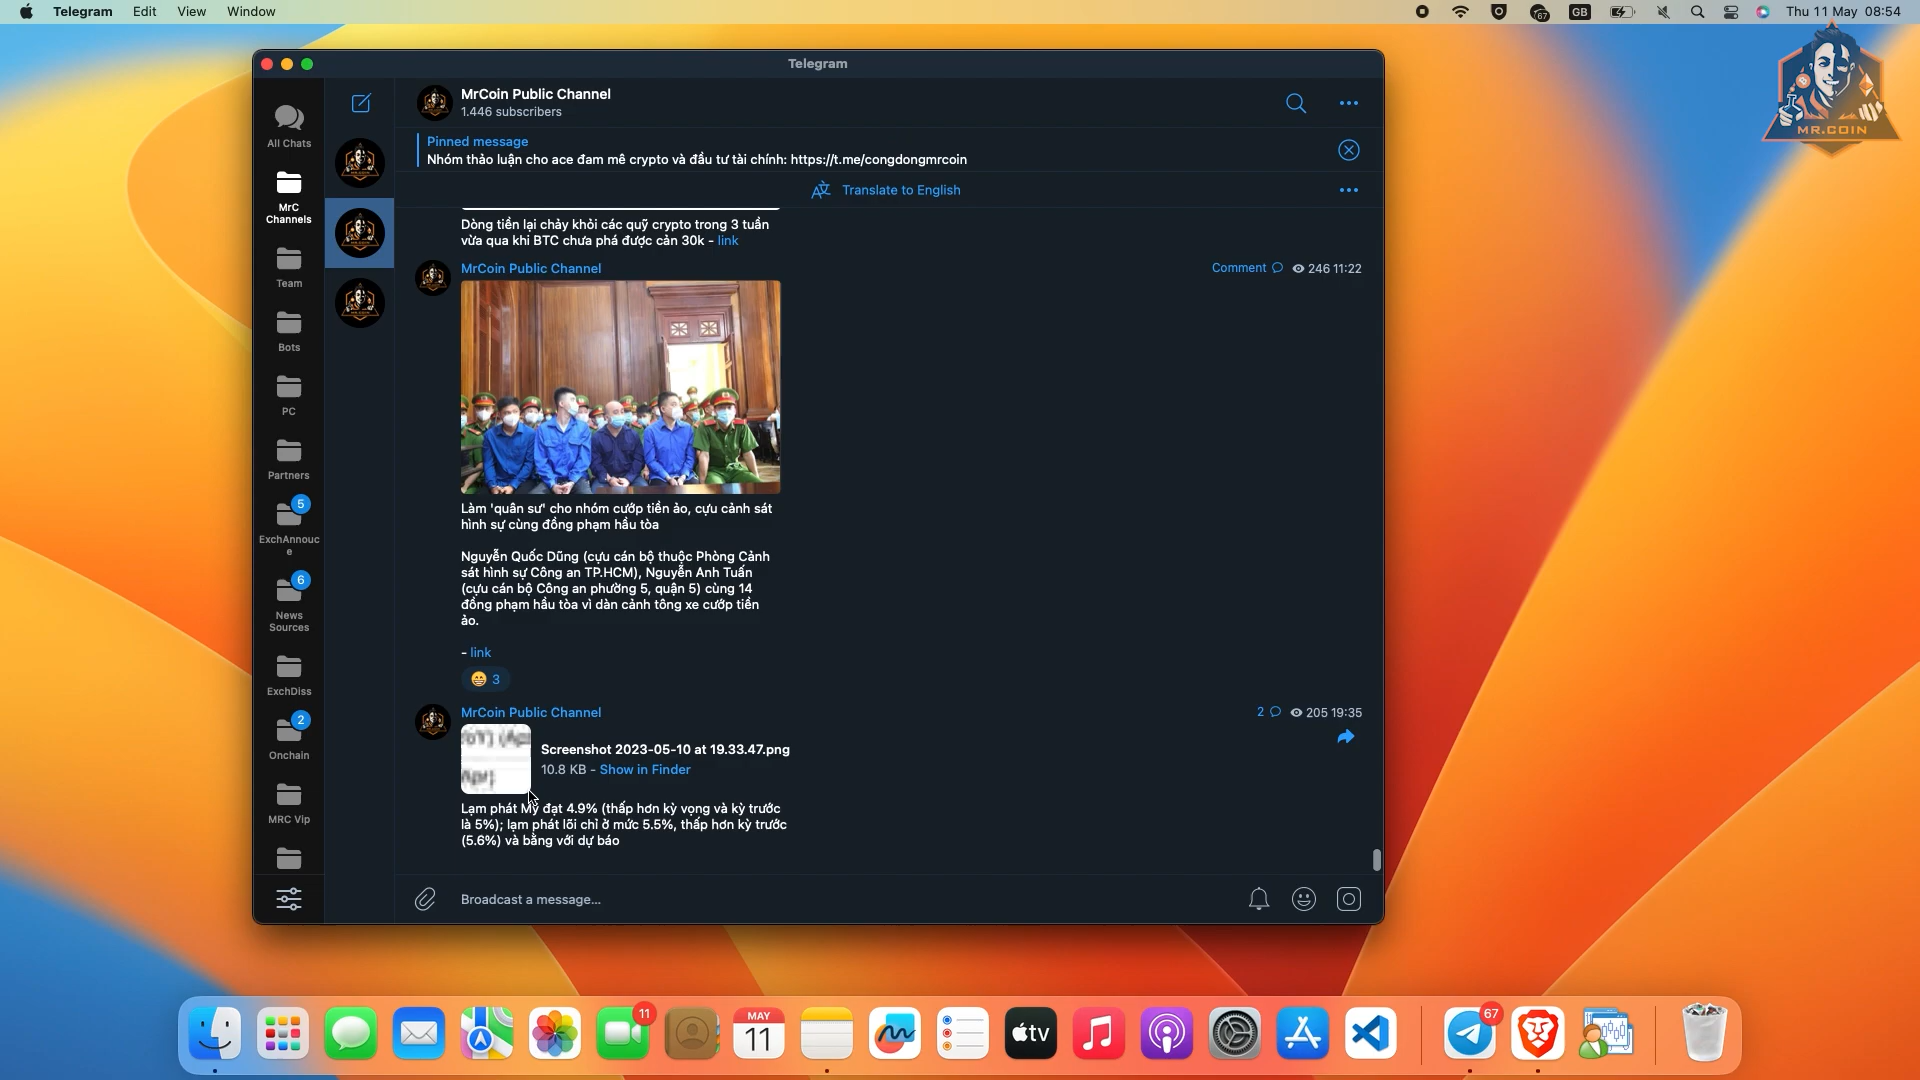 Telegram Edit View Window
67 GB Thu 11 May 08:54
MR.COIN
Telegram
All Chats
MrC
Channels
Team
Bots
PC
Partners
5
ExchAnnouc
e
6
News
Sources
ExchDiss
2
Onchain
MRC Vip
MrCoin Public Channel
1.446 subscribers
Pinned message
Nhóm thảo luận cho ace đam mê crypto và đầu tư tài chính: https://t.me/congdongmrcoin
Translate to English
Dòng tiền lại chảy khỏi các quỹ crypto trong 3 tuần
vừa qua khi BTC chưa phá được cản 30k - link
MrCoin Public Channel
Comment 246 11:22
Làm 'quân sư' cho nhóm cướp tiền ảo, cựu cảnh sát
hình sự cùng đồng phạm hầu tòa
Nguyễn Quốc Dũng (cựu cán bộ thuộc Phòng Cảnh
sát hình sự Công an TP.HCM), Nguyễn Anh Tuấn
(cựu cán bộ Công an phường 5, quận 5) cùng 14
đồng phạm hầu tòa vì dàn cảnh tông xe cướp tiền
ảo.
- link
3
MrCoin Public Channel
2 205 19:35
Screenshot 2023-05-10 at 19.33.47.png
10.8 KB - Show in Finder
Lạm phát Mỹ đạt 4.9% (thấp hơn kỳ vọng và kỳ trước
là 5%); lạm phát lõi chỉ ở mức 5.5%, thấp hơn kỳ trước
(5.6%) và bằng với dự báo
Broadcast a message...
11
MAY
11
tv
67